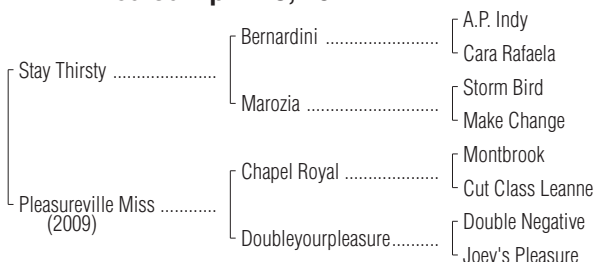 A.P. Indy
Bernardini ........................
Cara Rafaela
Stay Thirsty ......................
Storm Bird
Marozia ............................
Make Change
Montbrook
Chapel Royal ....................
Cut Class Leanne
Pleasureville Miss ............
(2009)
Double Negative
Doubleyourpleasure..........
Joey's Pleasure